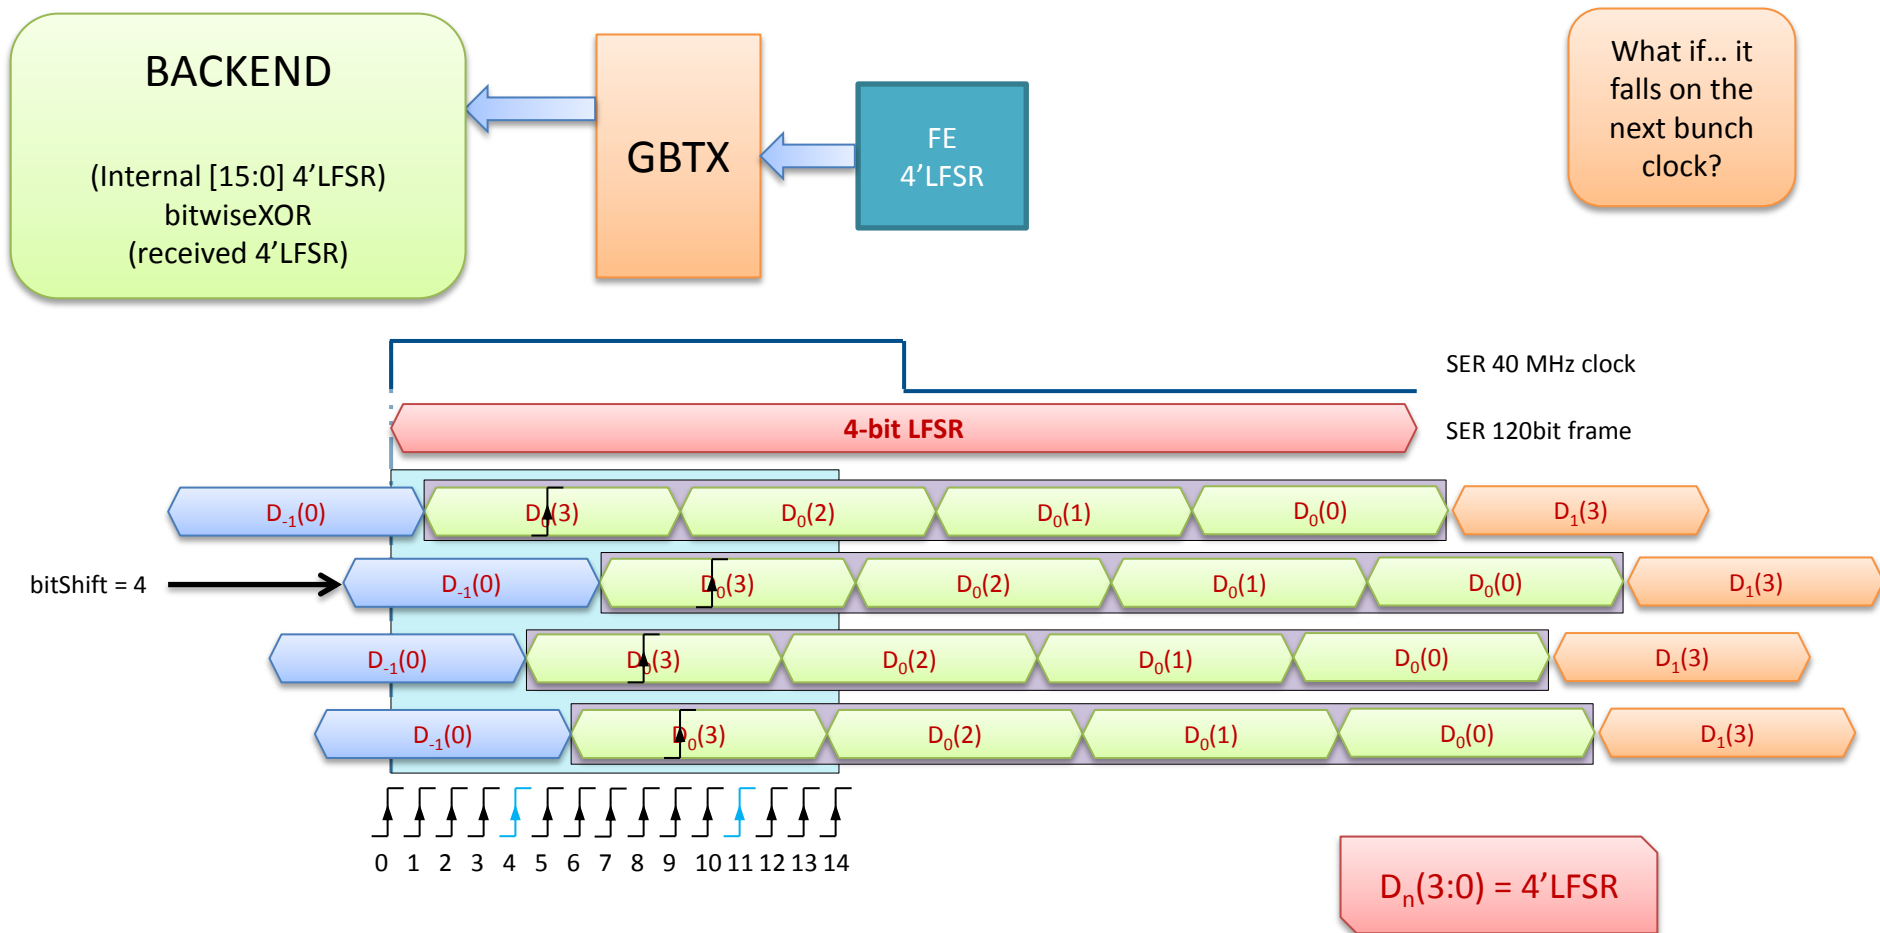 BACKEND
(Internal [15:0] 4’LFSR)
bitwiseXOR
(received 4’LFSR)
GBTX
FE
4’LFSR
What if… it
falls on the
next bunch
clock?
SER 40 MHz clock
4-bit LFSR
SER 120bit frame
D-1(0) D0(3) D0(2) D0(1) D0(0) D1(3)
bitShift = 4 D-1(0) D0(3) D0(2) D0(1) D0(0) D1(3)
D-1(0) D0(3) D0(2) D0(1) D0(0) D1(3)
D-1(0) D0(3) D0(2) D0(1) D0(0) D1(3)
0 1 2 3 4 5 6 7 8 9 10 11 12 13 14
Dn(3:0) = 4’LFSR